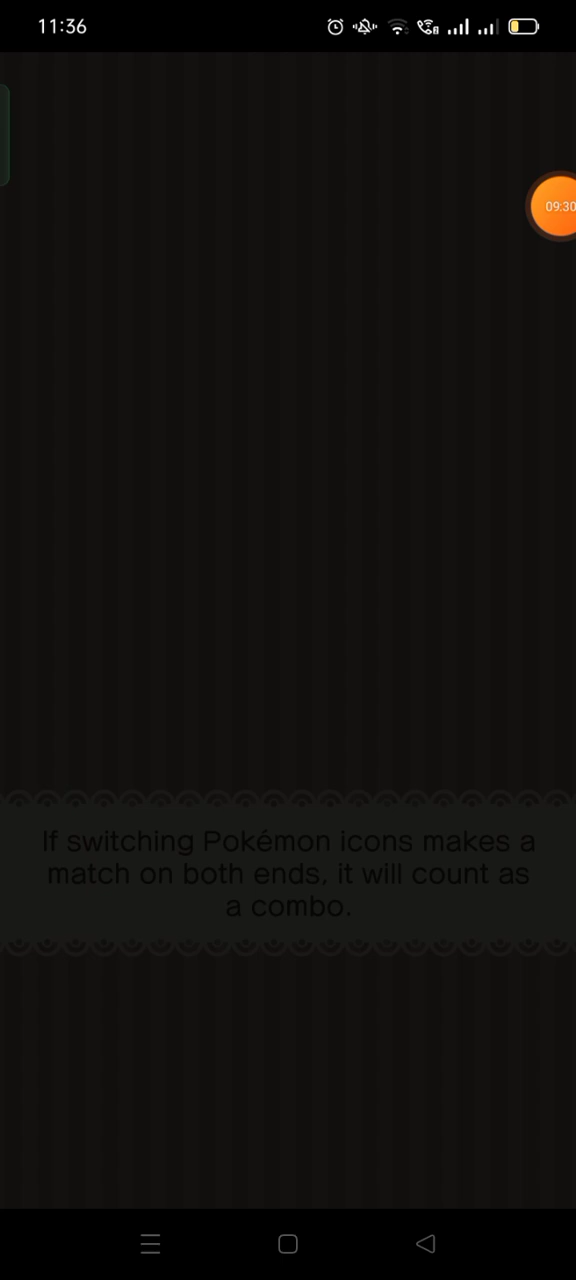 11:36
09:30
If switching Pokémon icons makes a
match on both ends, it will count as
a combo.